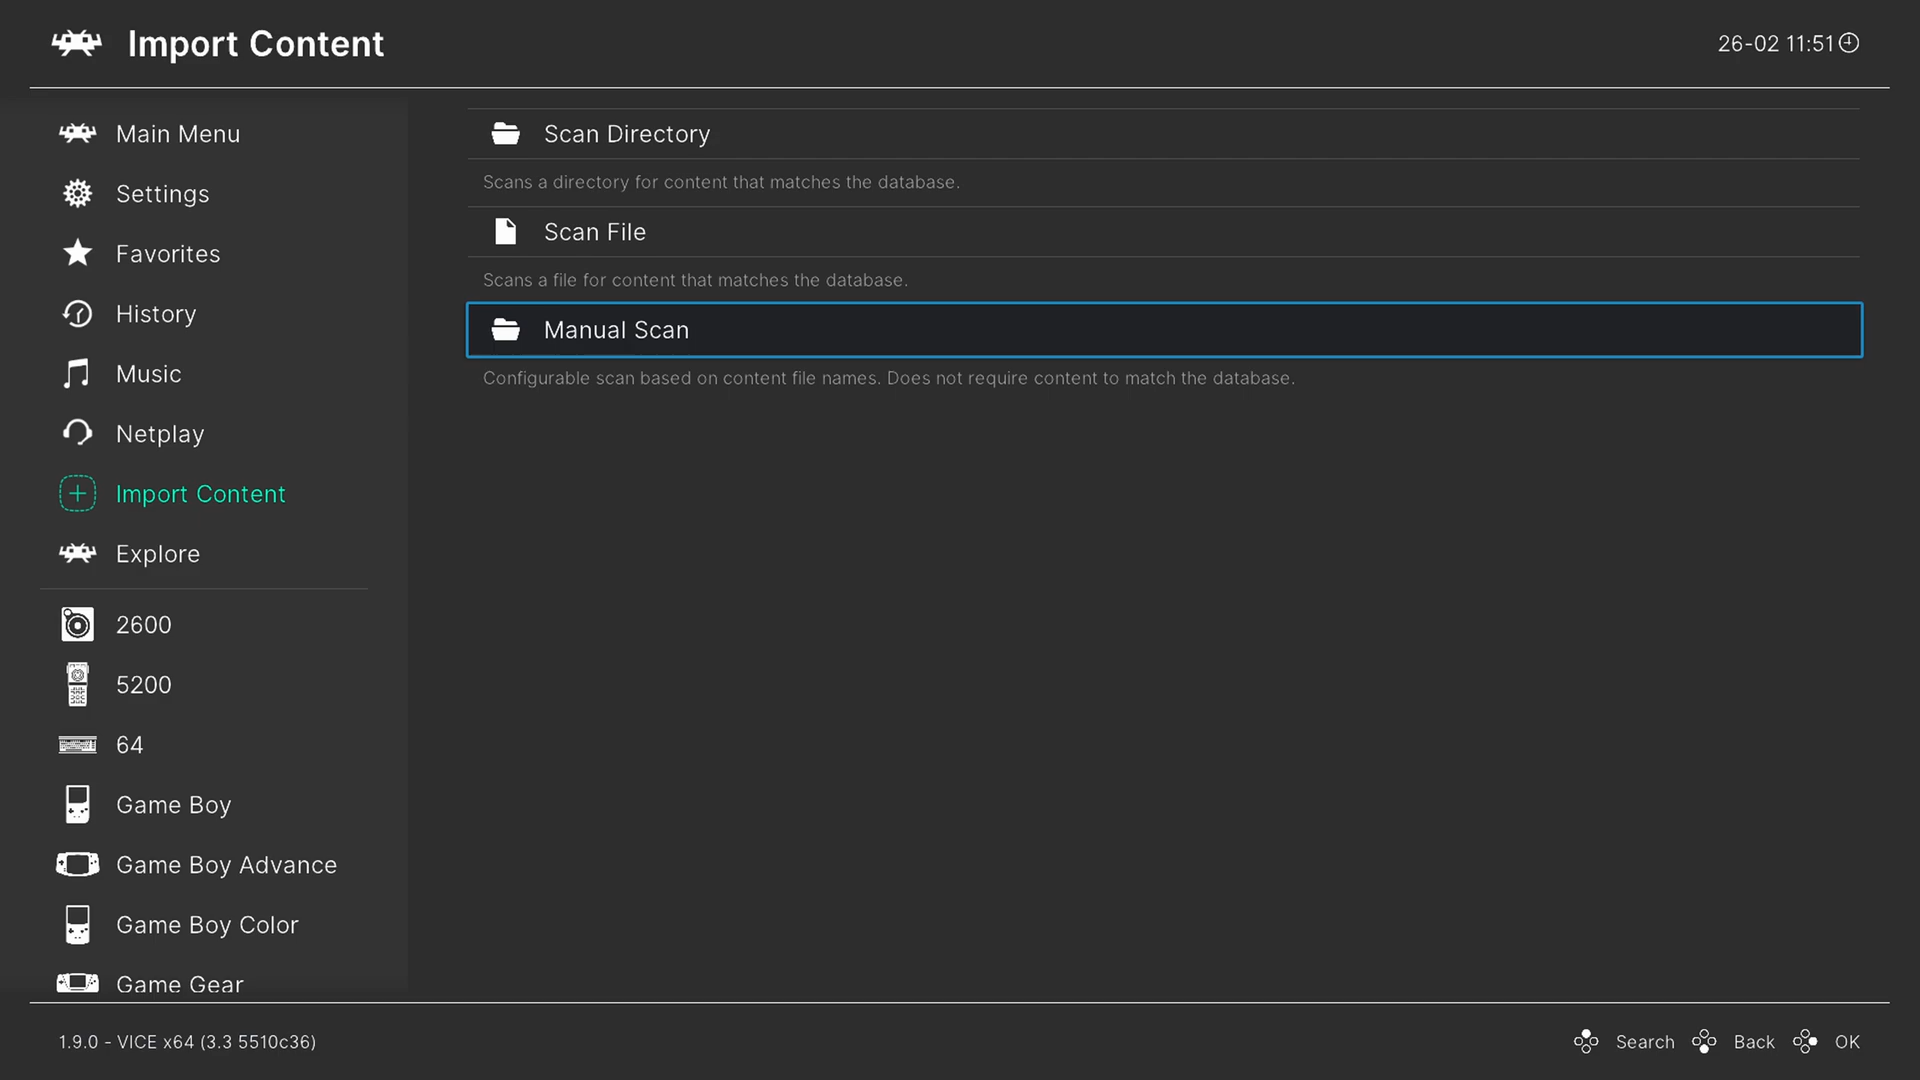 Import Content
26-02 11:51
Main Menu
Settings
Favorites
History
Music
Netplay
Import Content
Explore
2600
5200
64
Game Boy
Game Boy Advance
Game Boy Color
Game Gear
Scan Directory
Scans a directory for content that matches the database.
Scan File
Scans a file for content that matches the database.
Manual Scan
Configurable scan based on content file names. Does not require content to match the database.
1.9.0 - VICE x64 (3.3 5510c36)
Search Back OK